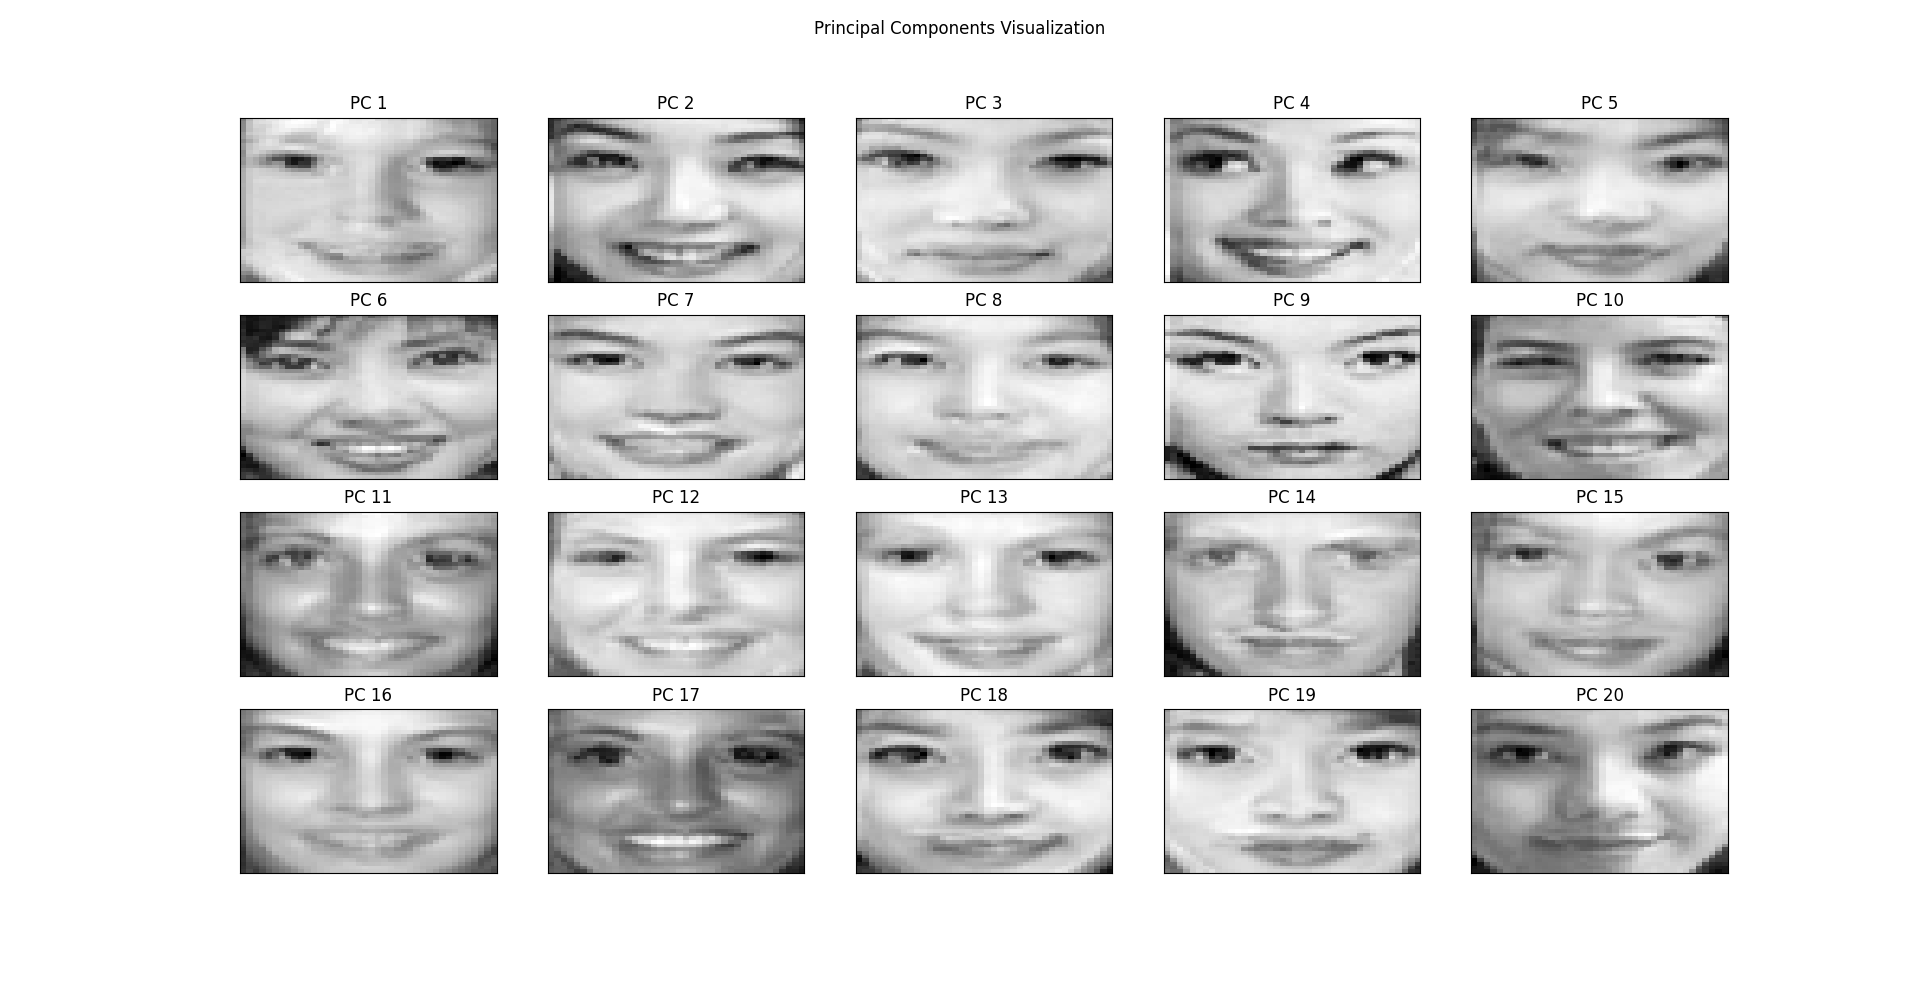 Principal Components Visualization
PC 1 PC 2 PC 3 PC 4 PC 5
PC 6 PC 7 PC 8 PC 9 PC 10
PC 11 PC 12 PC 13 PC 14 PC 15
PC 16 PC 17 PC 18 PC 19 PC 20